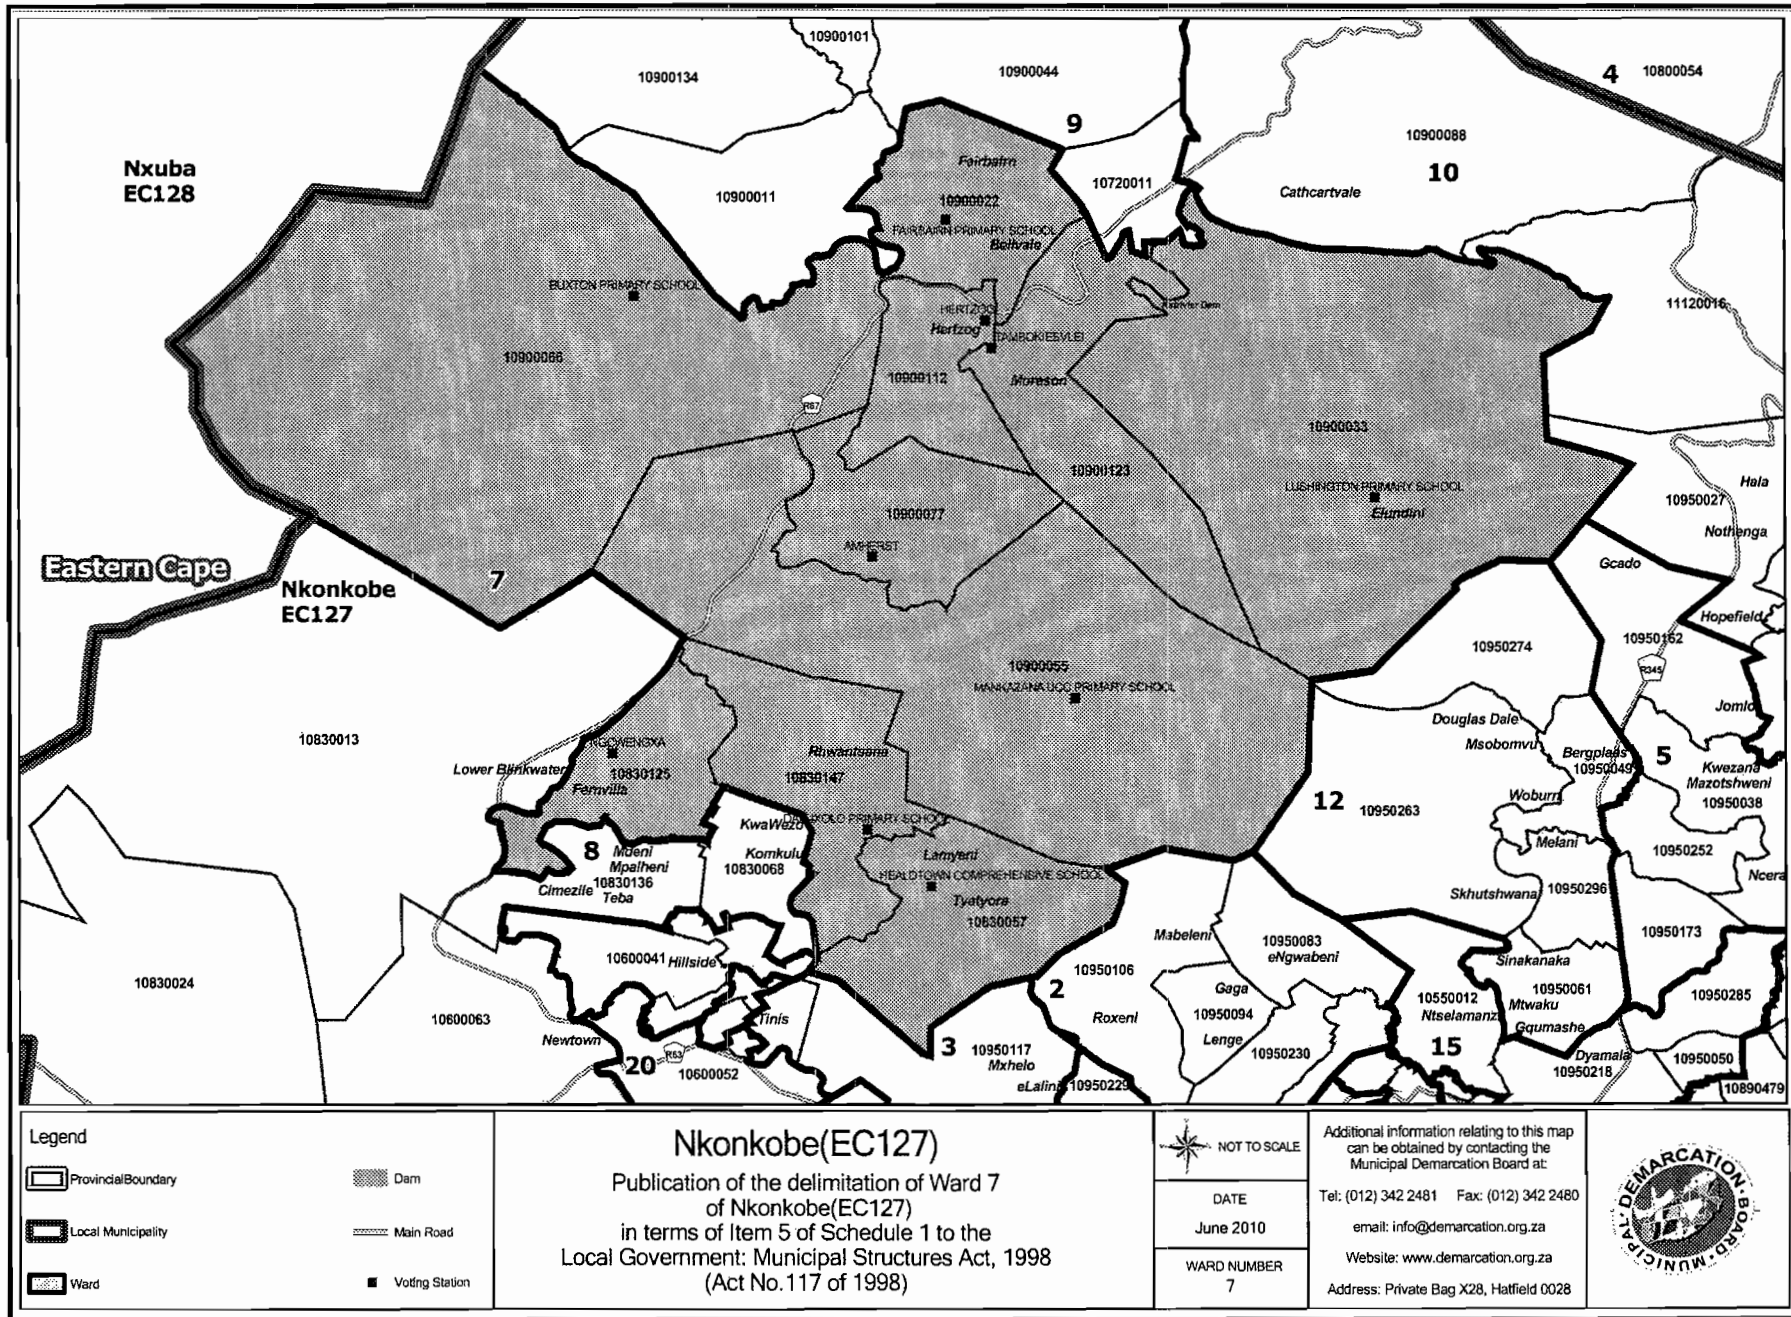 10900101
10900134
10900044
4
10800054
9
10900088
Nxuba
EC128
Fairbairn
10720011
10
10900011
10900022
Cathcartvale
FAIRBAIRN PRIMARY SCHOOL
Bellvale
BUXTON PRIMARY SCHOOL
11120016
HERTZOG
Hertzog
TAMBOKIESVLEI
10900066
10900112
Moreson
R67
10900033
10900123
LUSHINGTON PRIMARY SCHOOL
Hala
10950027
10900077
Elundini
Nothenga
AMHERST
Eastern Cape
7
Gcado
Nkonkobe
EC127
Hopefield
10950162
10950274
10900055
R345
MANKAZANA UCC PRIMARY SCHOOL
Jomlo
Douglas Dale
10830013
NGQWENGXA
Rhwantsana
Msobomvu
Bergplaas
10950049
5
Lower Blinkwater
10830125
10830147
Kwezana
Mazotshweni
Fernvilla
Woburn
10950038
12
10950263
KwaWezo
8
Mdeni
Mpalheni
Komkulu
10830068
Lamyeni
Melani
10950252
HEALDTOWN COMPREHENSIVE SCHOOL
Cimezile
10830136
Teba
Tyatyora
Skhutshwana
10950296
Ncera
10830057
10950173
Mabeleni
10950083
eNgwabeni
10600041
Hillside
10950106
Sinakanaka
10830024
2
Gaga
10550012
10950061
10950285
Mtwaku
10600063
Tinis
Roxeni
10950094
Ntselamanzi
Gqumashe
Newtown
Lenge
20
R63
3
10950117
Mxhelo
10950230
15
Dyamala
10950218
10950050
10600052
eLalini
10950229
10890479
Legend
ProvincialBoundary
Dam
Local Municipality
Main Road
Ward
Voting Station
Nkonkobe(EC127)
Publication of the delimitation of Ward 7
of Nkonkobe(EC127)
in terms of Item 5 of Schedule 1 to the
Local Government: Municipal Structures Act, 1998
(Act No.117 of 1998)
NOT TO SCALE
DATE
June 2010
WARD NUMBER
7
Additional information relating to this map
can be obtained by contacting the
Municipal Demarcation Board at:
Tel: (012) 342 2481 Fax: (012) 342 2480
email: info@demarcation.org.za
Website: www.demarcation.org.za
Address: Private Bag X28, Hatfield 0028
MUNICIPAL DEMARCATION BOARD